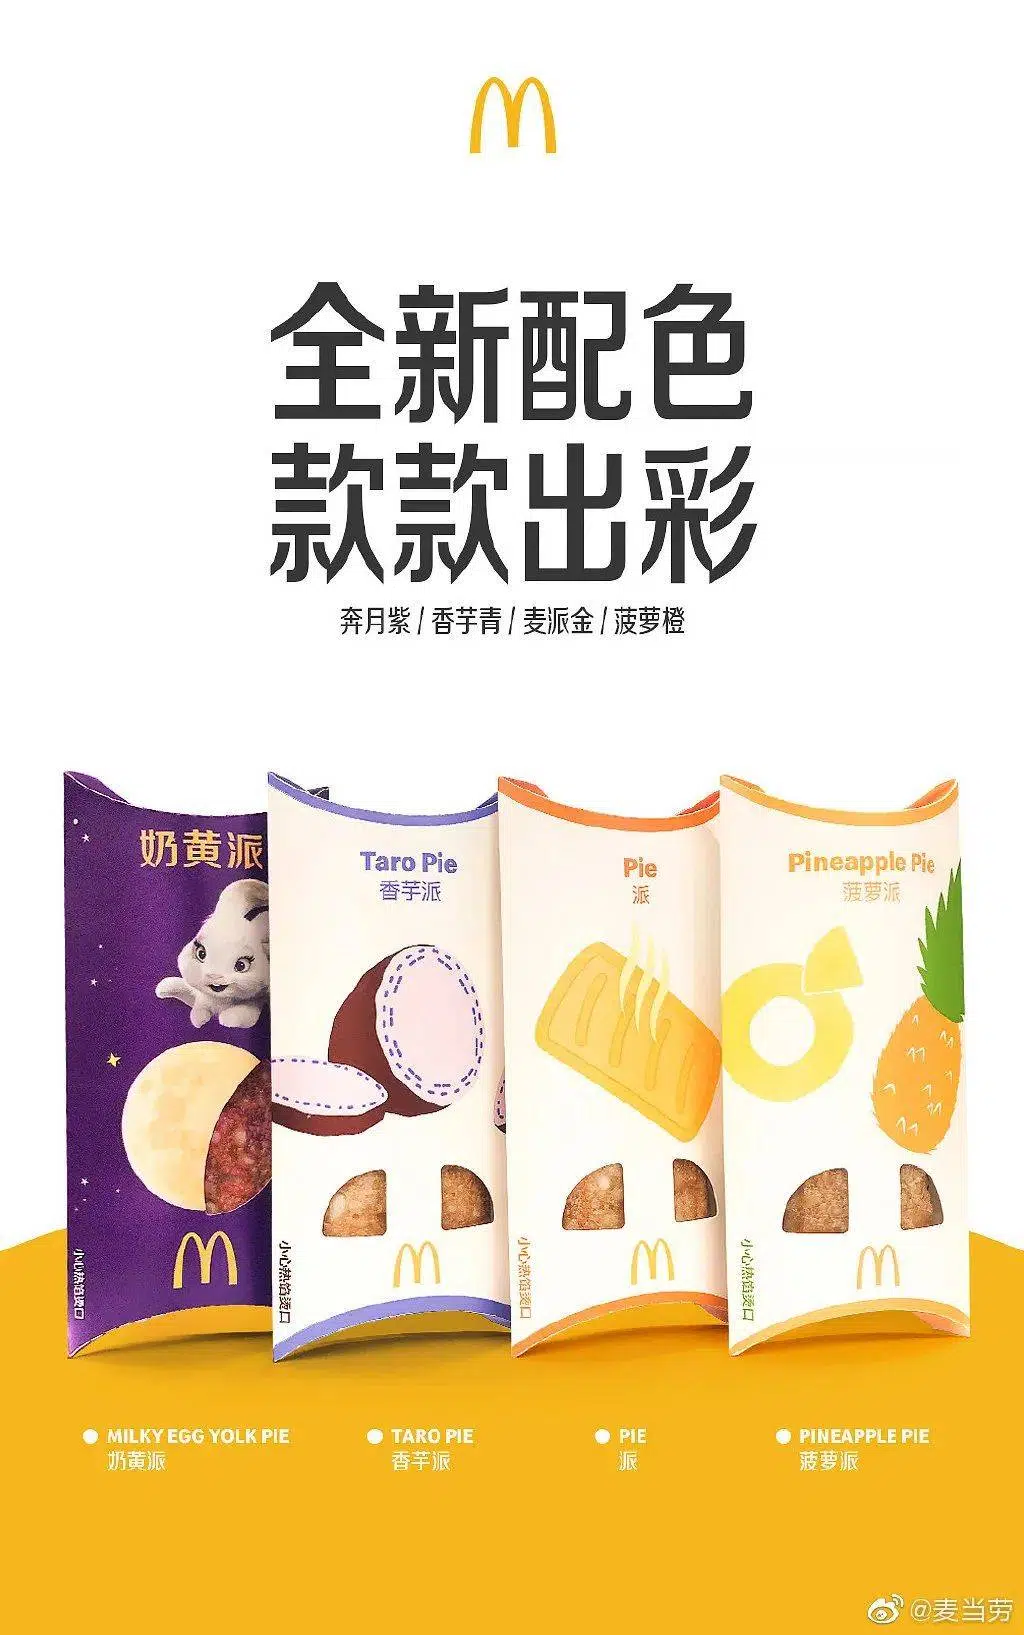 全新配色
款款出彩
奔月紫/香芋青/麦派金/菠萝橙
奶黄派
Taro Pie
香芋派
Pie
派
Pineapple Pie
菠萝派
小心热馅烫口
小心热馅烫口
小心热馅烫口
小心热馅烫口
MILKY EGG YOLK PIE
奶黄派
TARO PIE
香芋派
PIE
派
PINEAPPLE PIE
菠萝派
@麦当劳